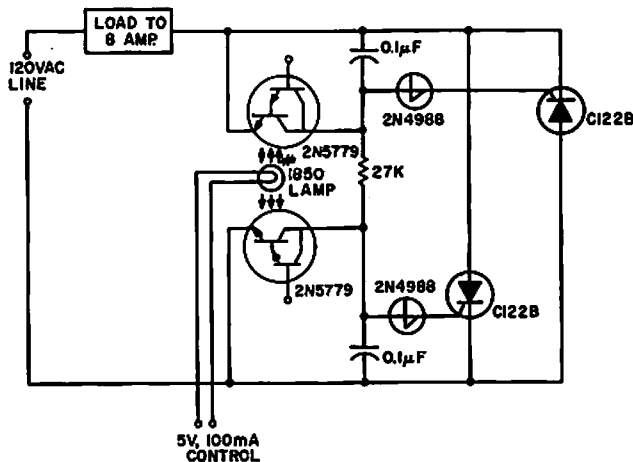 LOAD TO
8 AMP.
120VAC
LINE
0.1µF
2N4988
C122B
2N5779
1850
LAMP
27K
2N5779
2N4988
C122B
0.1µF
5V, 100mA
CONTROL